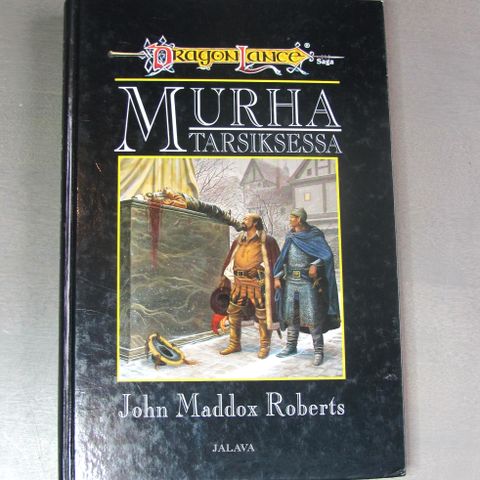 DRAGONLANCE®
Saga
MURHA
TARSIKSESSA
John Maddox Roberts
JALAVA